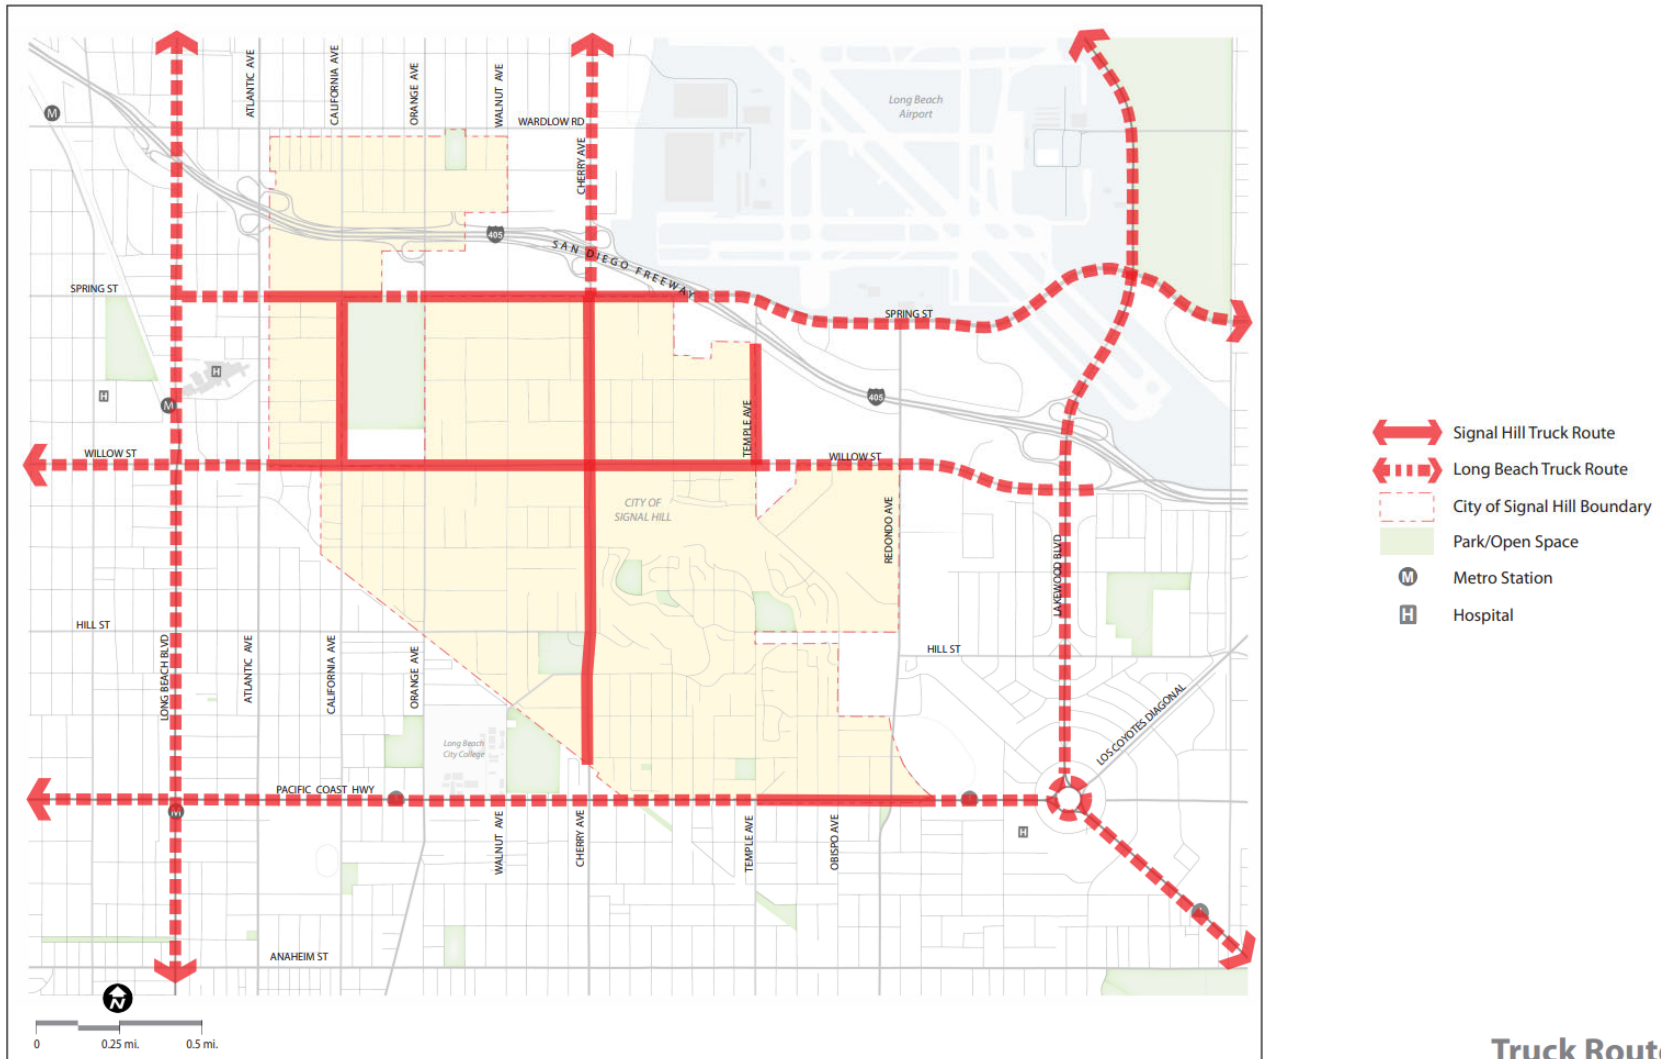 ATLANTIC AVE
CALIFORNIA AVE
ORANGE AVE
WALNUT AVE
M
WARDLOW RD
Long Beach
Airport
CHERRY AVE
405
SAN DIEGO FREEWAY
SPRING ST
SPRING ST
H
H
M
405
TEMPLE AVE
WILLOW ST
WILLOW ST
CITY OF
SIGNAL HILL
REDONDO AVE
LAKEWOOD BLVD
HILL ST
HILL ST
LONG BEACH BLVD
ATLANTIC AVE
CALIFORNIA AVE
ORANGE AVE
LOS COYOTES DIAGONAL
Long Beach
City College
PACIFIC COAST HWY
M
WALNUT AVE
CHERRY AVE
TEMPLE AVE
OBISPO AVE
H
ANAHEIM ST
N
0 0.25 mi. 0.5 mi.
Signal Hill Truck Route
Long Beach Truck Route
City of Signal Hill Boundary
Park/Open Space
M Metro Station
H Hospital
Truck Route